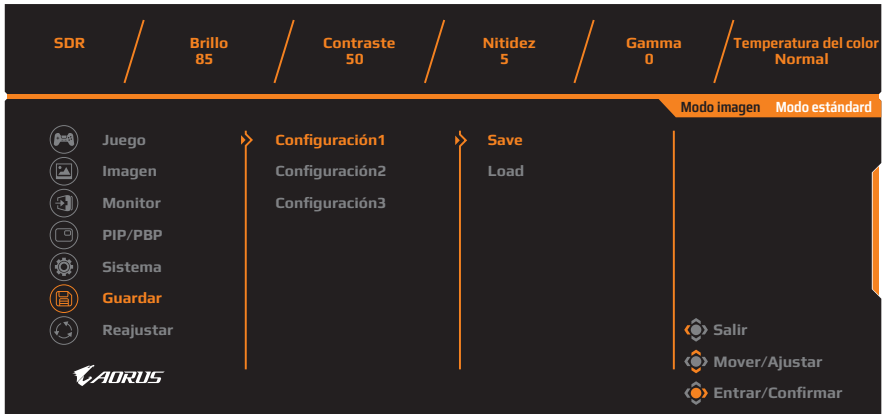 SDR Brillo Contraste Nitidez Gamma Temperatura del color
85 50 5 0 Normal
Modo imagen Modo estándard
Juego Configuración1 Save
Imagen Configuración2 Load
Monitor Configuración3
PIP/PBP
Sistema
Guardar
Reajustar Salir
AORUS Mover/Ajustar
Entrar/Confirmar